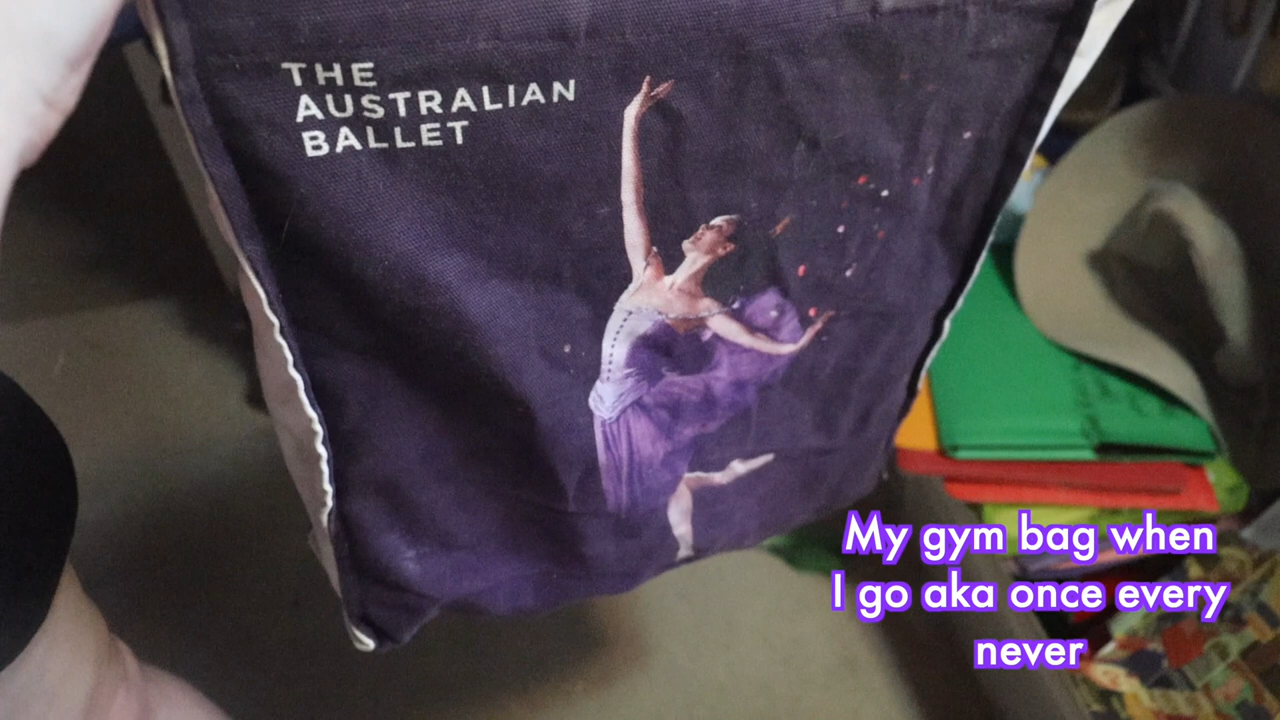 THE
AUSTRALIAN
BALLET
My gym bag when
I go aka once every
never